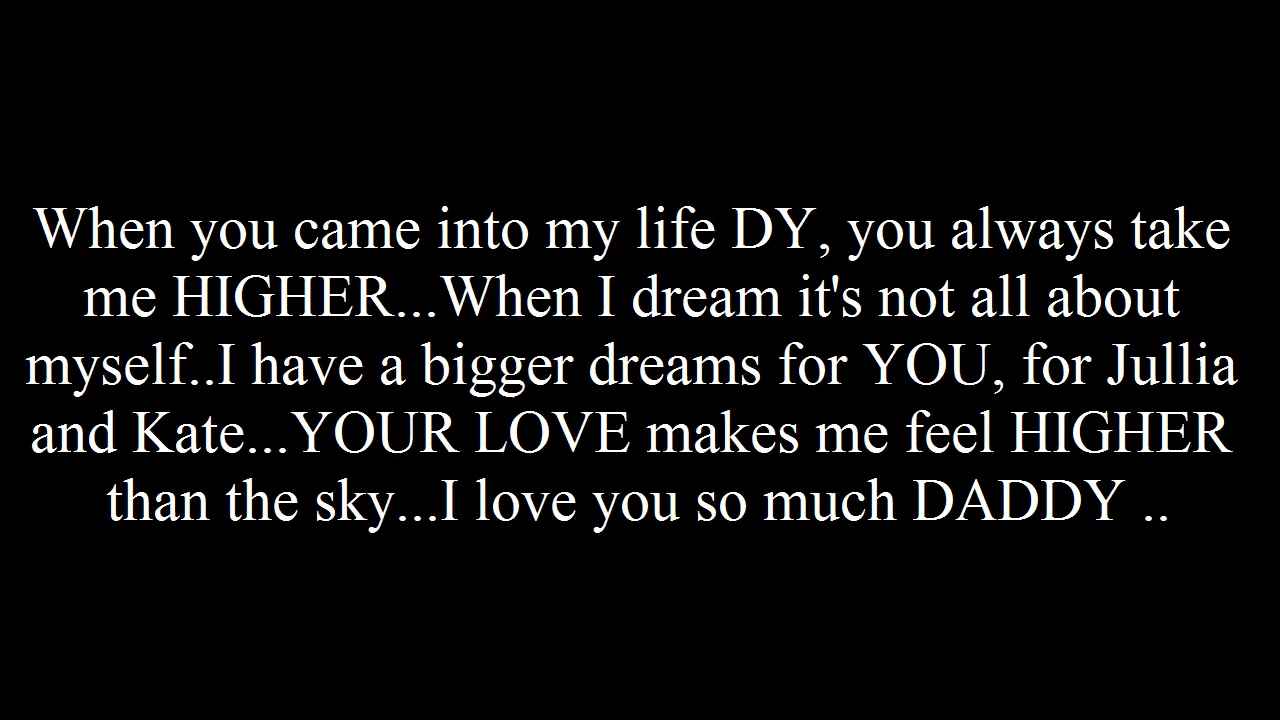 When you came into my life DY, you always take
me HIGHER...When I dream it's not all about
myself..I have a bigger dreams for YOU, for Jullia
and Kate...YOUR LOVE makes me feel HIGHER
than the sky...I love you so much DADDY ..